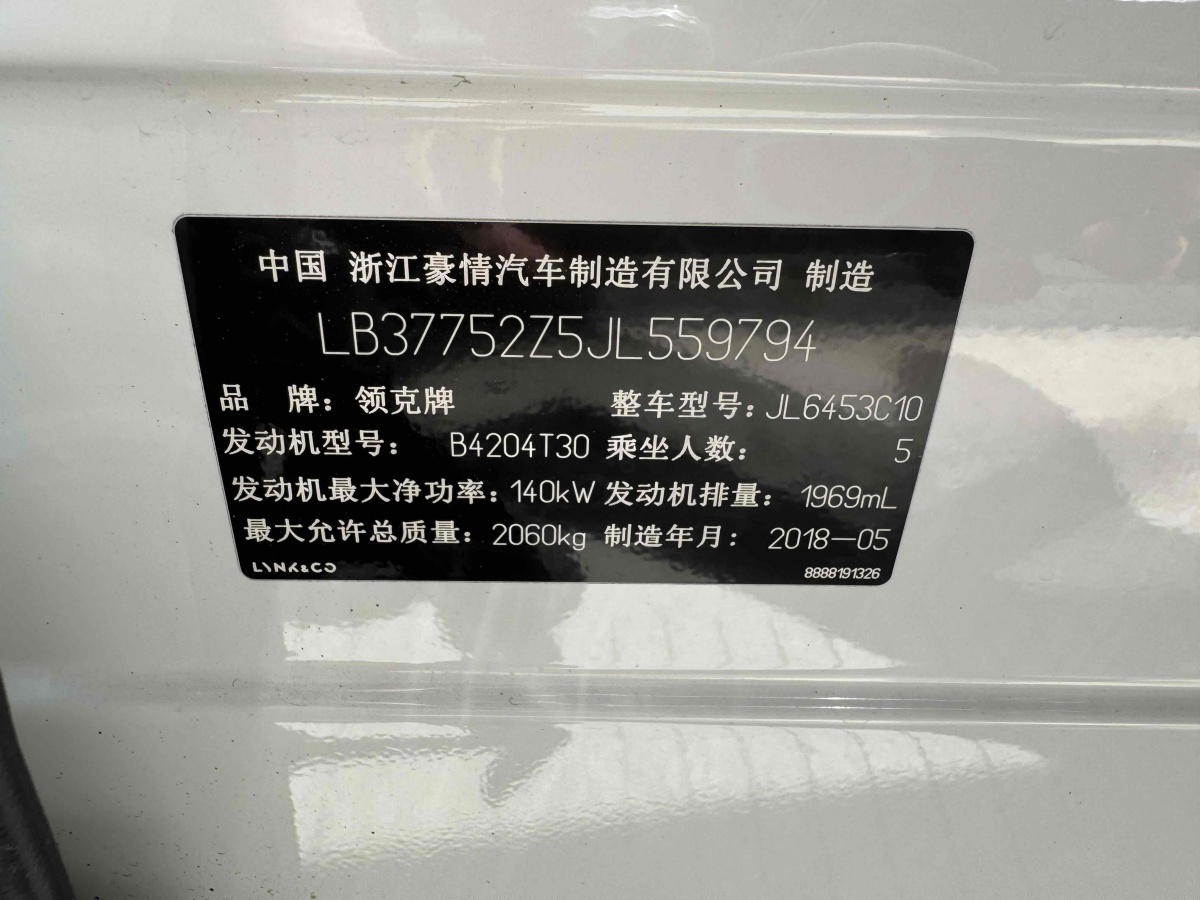 中国 浙江豪情汽车制造有限公司 制造
LB37752Z5JL559794
品 牌：领克牌 整车型号：JL6453C10
发动机型号： B4204T30 乘坐人数： 5
发动机最大净功率：140kW 发动机排量： 1969mL
最大允许总质量： 2060kg 制造年月： 2018—05
LYNK&CO 8888191326